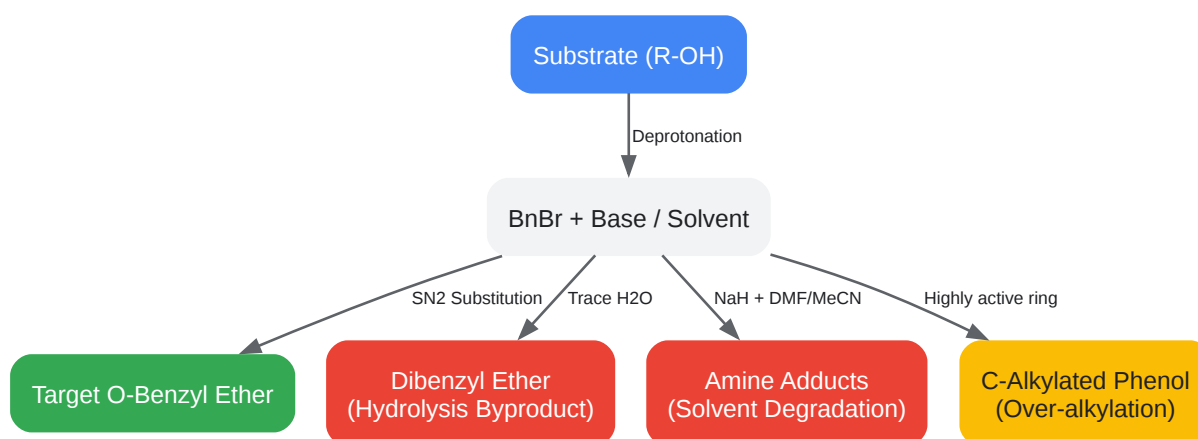 Substrate (R-OH)
Deprotonation
BnBr + Base / Solvent
SN2 Substitution
Trace H2O
NaH + DMF/MeCN
Highly active ring
Target O-Benzyl Ether
Dibenzyl Ether
(Hydrolysis Byproduct)
Amine Adducts
(Solvent Degradation)
C-Alkylated Phenol
(Over-alkylation)